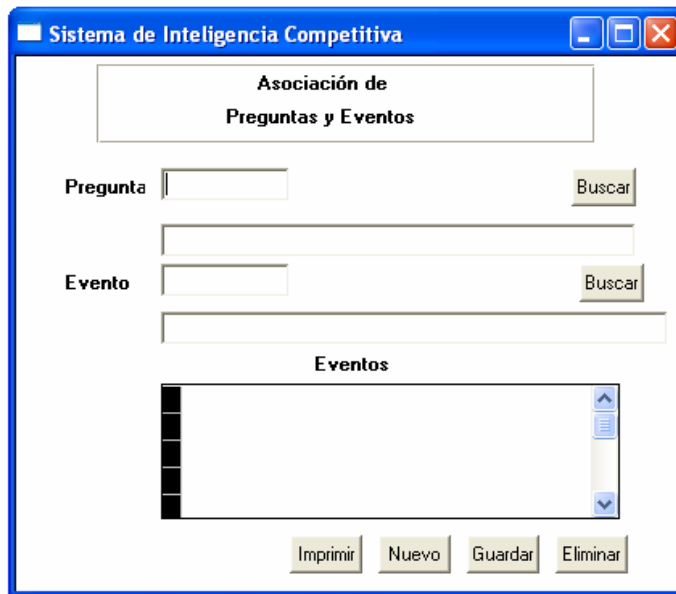 Sistema de Inteligencia Competitiva
Asociación de
Preguntas y Eventos
Pregunta
Buscar
Evento
Buscar
Eventos
Imprimir Nuevo Guardar Eliminar